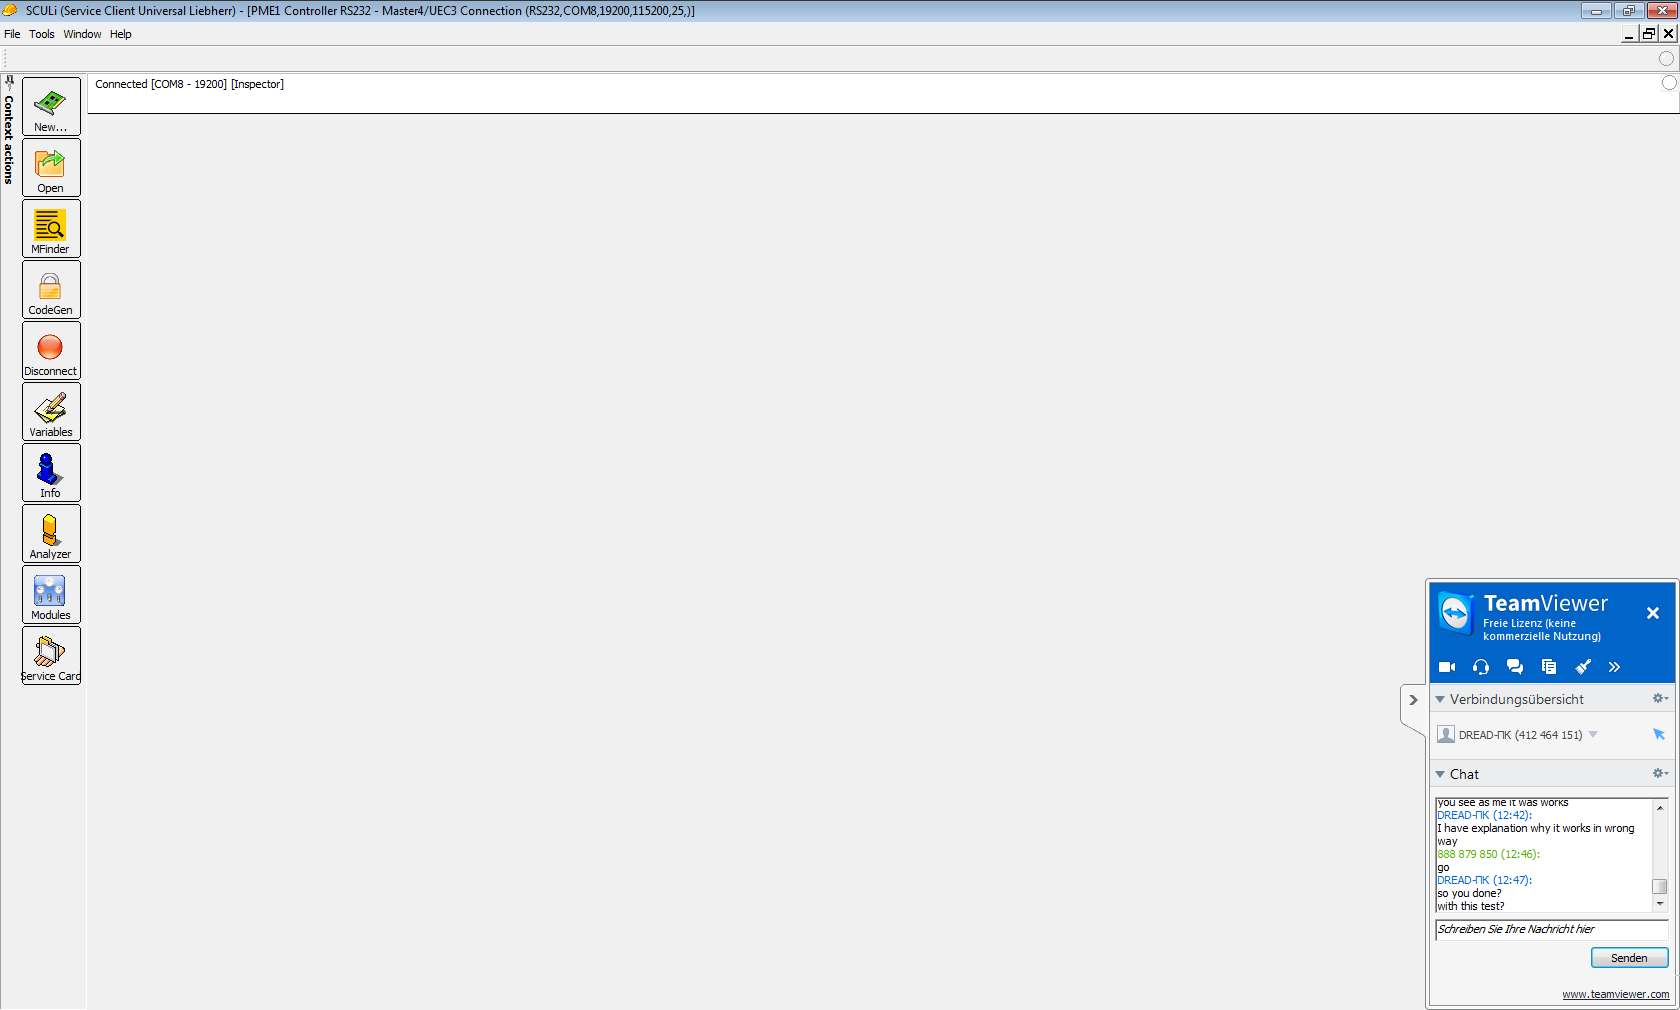 SCULi (Service Client Universal Liebherr) - [PME1 Controller RS232 - Master4/UEC3 Connection (RS232,COM8,19200,115200,25,)]
File Tools Window Help
Context actions
Connected [COM8 - 19200] [Inspector]
New...
Open
MFinder
CodeGen
Disconnect
Variables
Info
Analyzer
Modules
Service Card
TeamViewer
Freie Lizenz (keine
kommerzielle Nutzung)
Verbindungsübersicht
DREAD-ПК (412 464 151)
Chat
you see as me it was works
DREAD-ПК (12:42):
I have explanation why it works in wrong
way
888 879 850 (12:46):
go
DREAD-ПК (12:47):
so you done?
with this test?
Schreiben Sie Ihre Nachricht hier
Senden
www.teamviewer.com